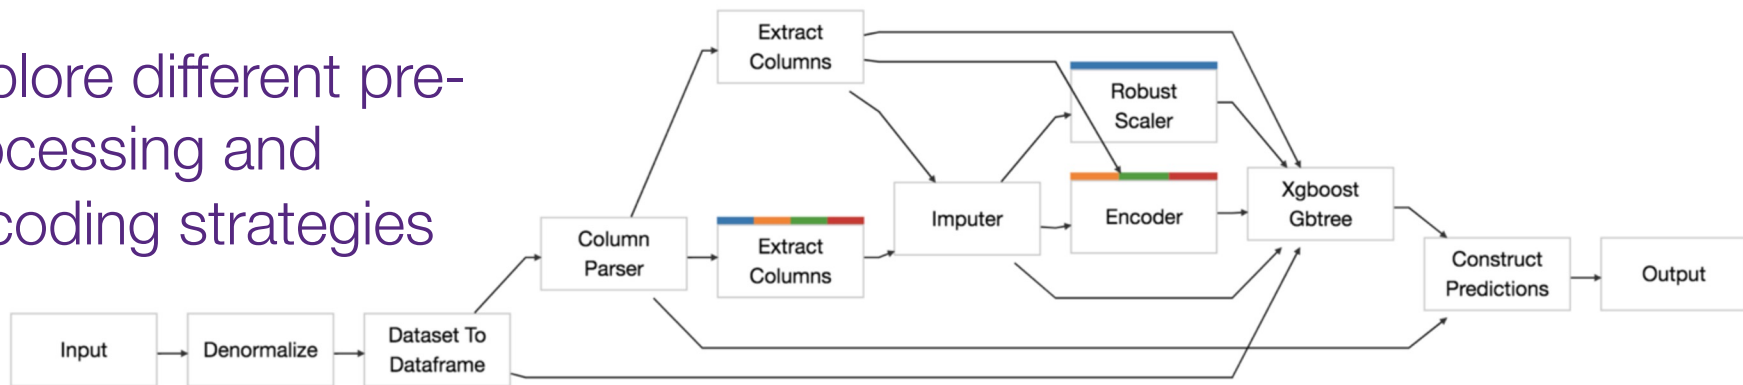 plore different pre-
ocessing and
coding strategies
Extract
Columns
Robust
Scaler
Imputer
Encoder
Xgboost
Gbtree
Column
Parser
Extract
Columns
Construct
Predictions
Output
Input
Denormalize
Dataset To
Dataframe